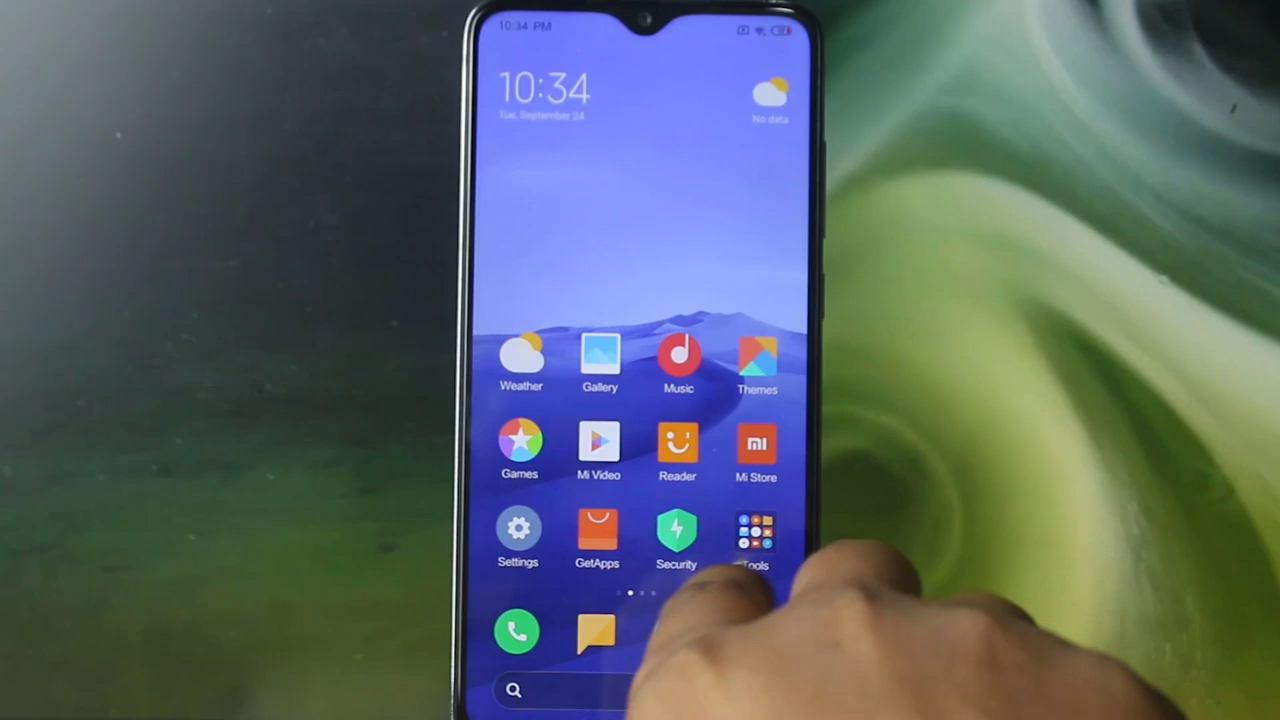 10:34 PM
10:34
Tue, September 24
No data
Weather
Gallery
Music
Themes
Games
Mi Video
Reader
mi
Mi Store
Settings
GetApps
Security
Tools